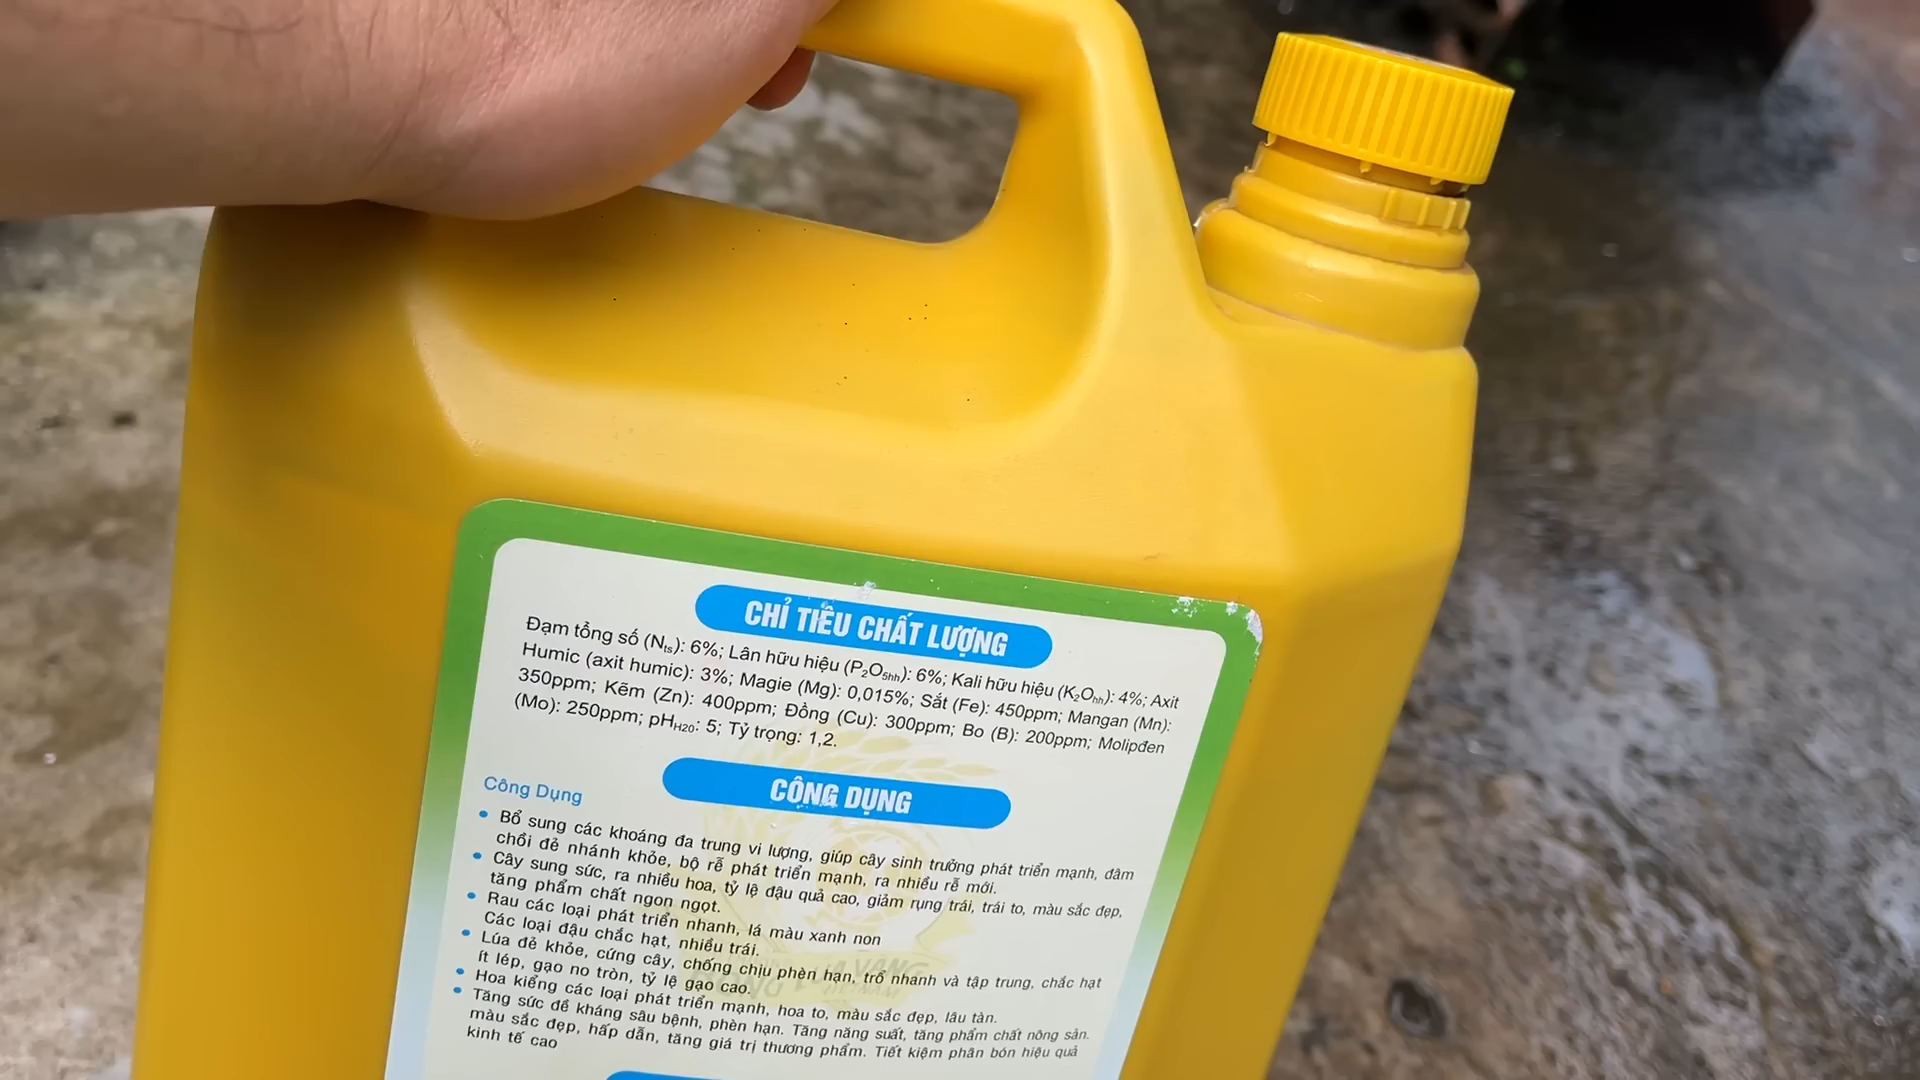 CHỈ TIÊU CHẤT LƯỢNG
Đạm tổng số (Nts): 6%; Lân hữu hiệu (P2O5hh): 6%; Kali hữu hiệu (K2Ohh): 4%; Axit
Humic (axit humic): 3%; Magie (Mg): 0,015%; Sắt (Fe): 450ppm; Mangan (Mn):
350ppm; Kẽm (Zn): 400ppm; Đồng (Cu): 300ppm; Bo (B): 200ppm; Molipđen
(Mo): 250ppm; pHH20: 5; Tỷ trọng: 1,2.
CÔNG DỤNG
Công Dụng
• Bổ sung các khoáng đa trung vi lượng, giúp cây sinh trưởng phát triển mạnh, đâm
chồi đẻ nhánh khỏe, bộ rễ phát triển mạnh, ra nhiều rễ mới.
• Cây sung sức, ra nhiều hoa, tỷ lệ đậu quả cao, giảm rụng trái, trái to, màu sắc đẹp,
tăng phẩm chất ngon ngọt.
• Rau các loại phát triển nhanh, lá màu xanh non
Các loại đậu chắc hạt, nhiều trái.
• Lúa đẻ khỏe, cứng cây, chống chịu phèn hạn, trổ nhanh và tập trung, chắc hạt
ít lép, gạo no tròn, tỷ lệ gạo cao.
• Hoa kiểng các loại phát triển mạnh, hoa to, màu sắc đẹp, lâu tàn.
• Tăng sức đề kháng sâu bệnh, phèn hạn. Tăng năng suất, tăng phẩm chất nông sản.
màu sắc đẹp, hấp dẫn, tăng giá trị thương phẩm. Tiết kiệm phân bón hiệu quả
kinh tế cao